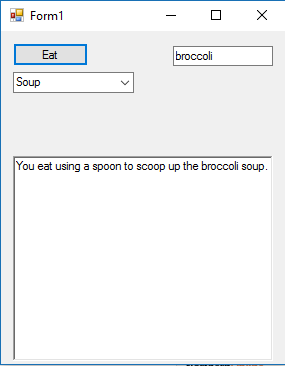 Form1
Eat
broccoli
Soup
You eat using a spoon to scoop up the broccoli soup.